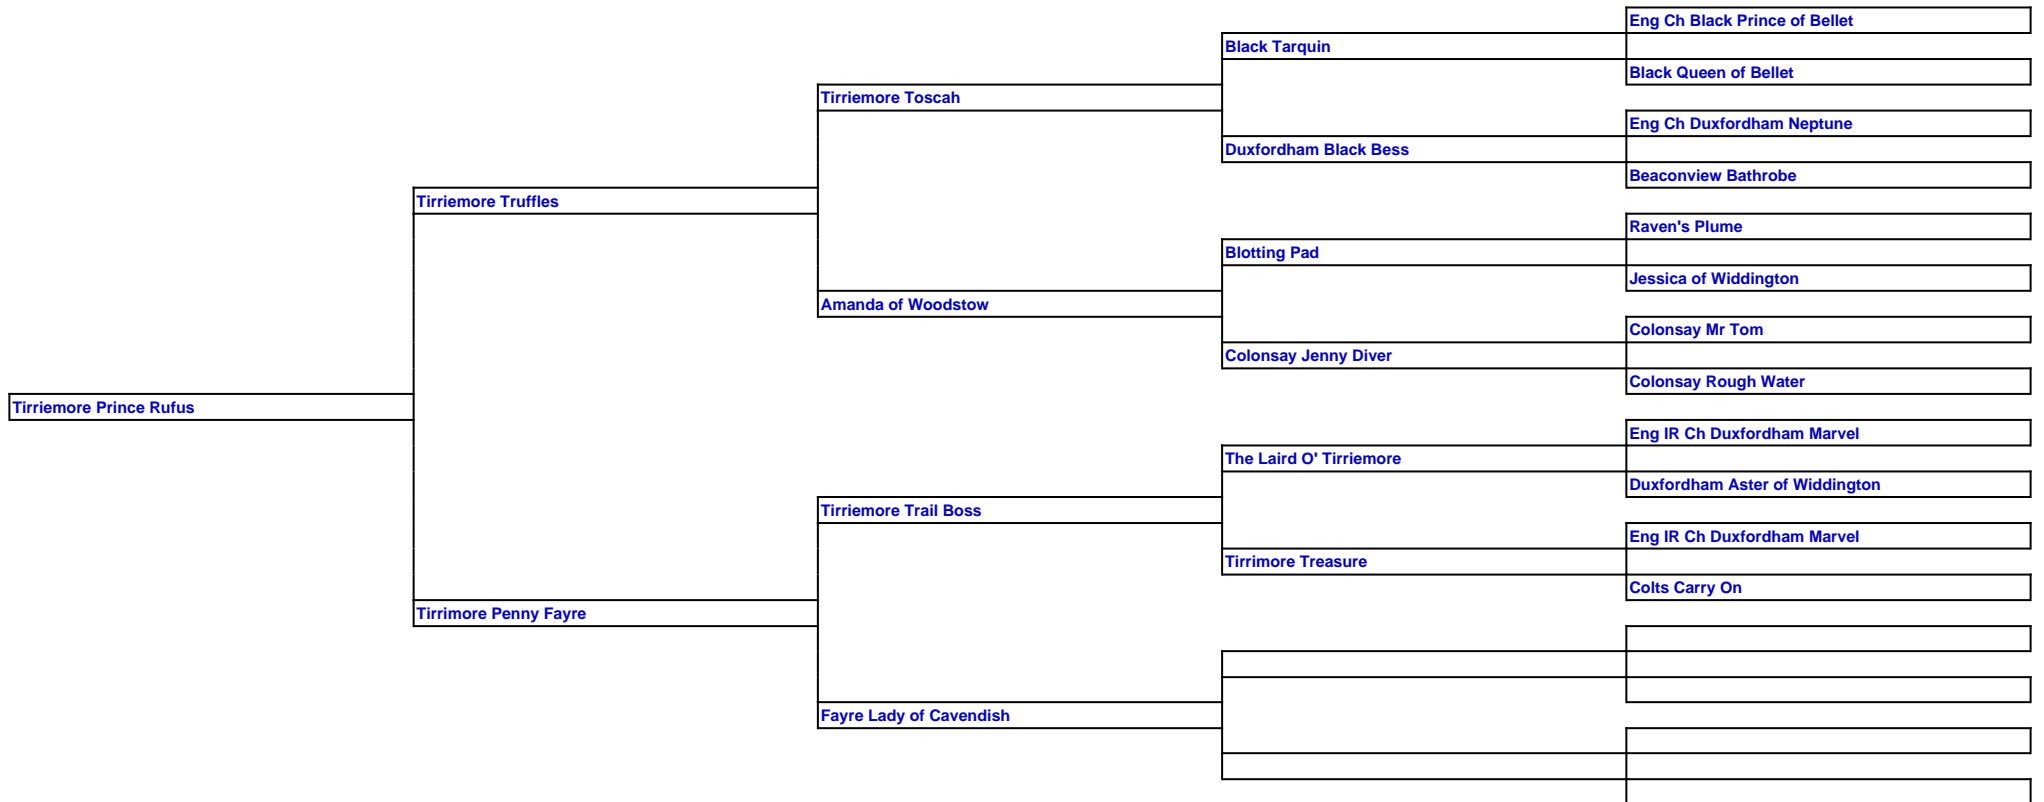 Eng Ch Black Prince of Bellet
Black Tarquin
Black Queen of Bellet
Tirriemore Toscah
Eng Ch Duxfordham Neptune
Duxfordham Black Bess
Beaconview Bathrobe
Tirriemore Truffles
Raven's Plume
Blotting Pad
Jessica of Widdington
Amanda of Woodstow
Colonsay Mr Tom
Colonsay Jenny Diver
Colonsay Rough Water
Tirriemore Prince Rufus
Eng IR Ch Duxfordham Marvel
The Laird O' Tirriemore
Duxfordham Aster of Widdington
Tirriemore Trail Boss
Eng IR Ch Duxfordham Marvel
Tirrimore Treasure
Colts Carry On
Tirrimore Penny Fayre
Fayre Lady of Cavendish